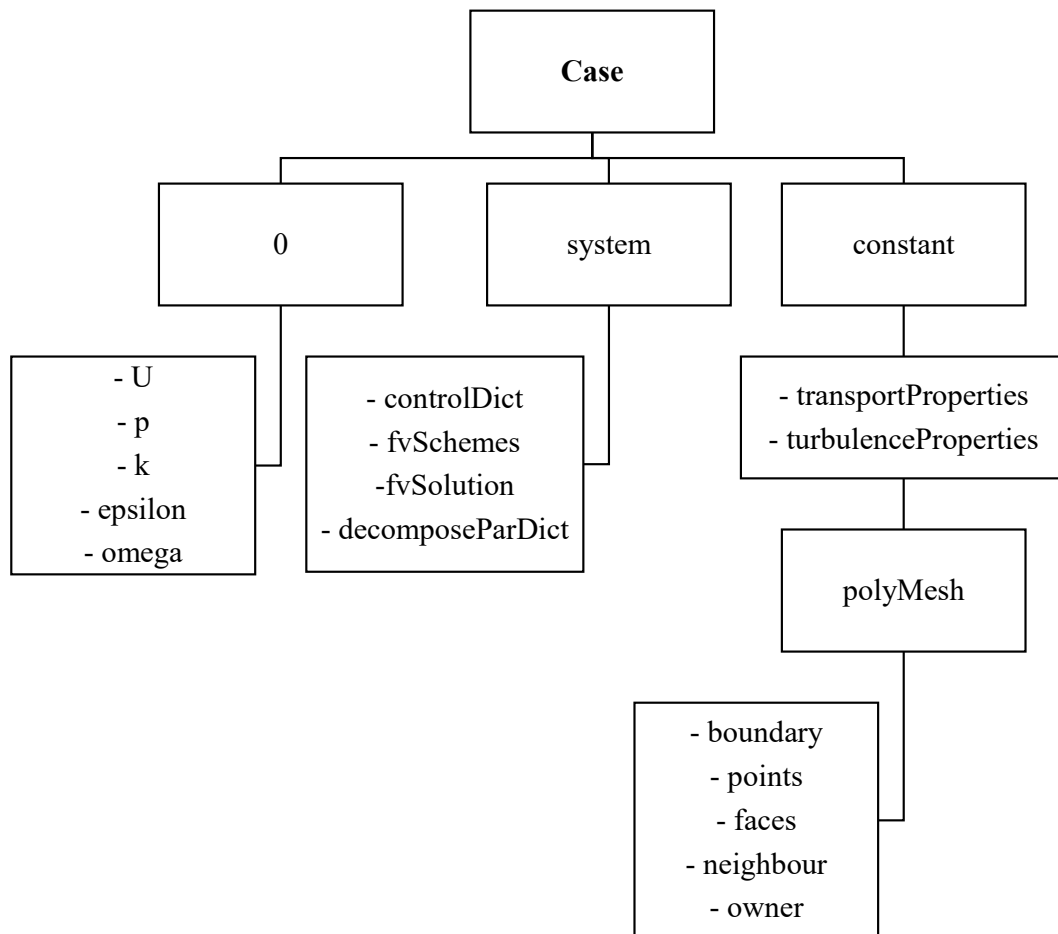 Case
0
system
constant
- U
- p
- k
- epsilon
- omega
- controlDict
- fvSchemes
-fvSolution
- decomposeParDict
- transportProperties
- turbulenceProperties
polyMesh
- boundary
- points
- faces
- neighbour
- owner